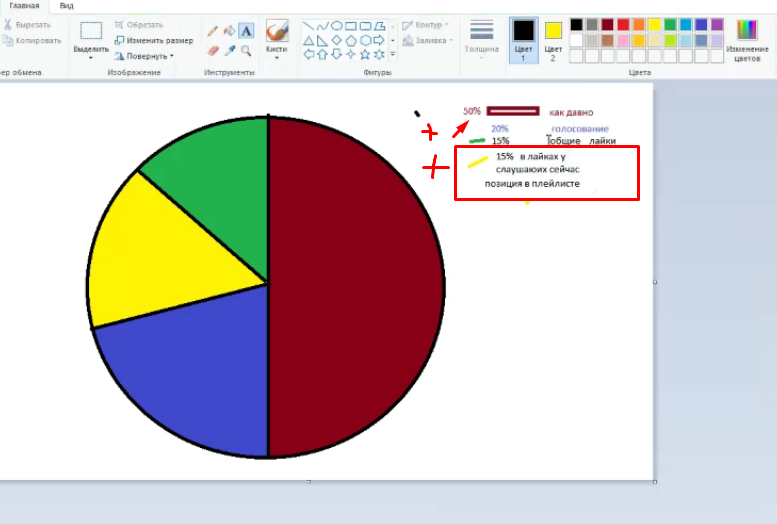 Главная Вид
Вырезать
Копировать
ер обмена
Выделить
Обрезать
Изменить размер
Повернуть
Изображение
A
Инструменты
Кисти
Контур
Заливка
Фигуры
Толщина
Цвет 1
Цвет 2
Изменение цветов
Цвета
50% как давно
20% голосование
15% общие лайки
15% в лайках у
слаушаюих сейчас
позиция в плейлисте